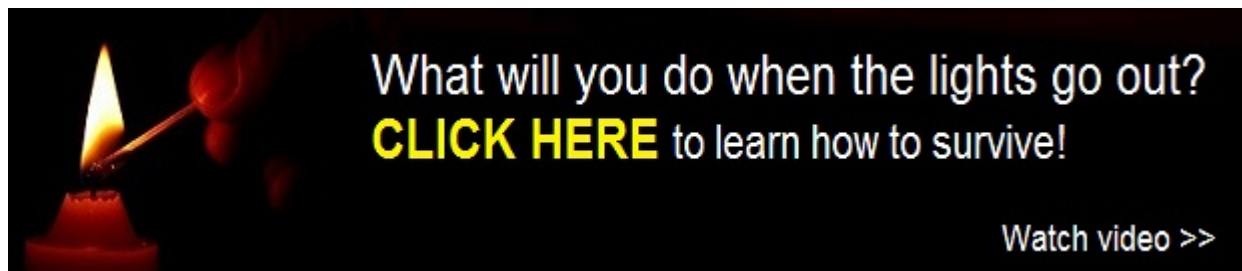 What will you do when the lights go out?
CLICK HERE to learn how to survive!
Watch video >>